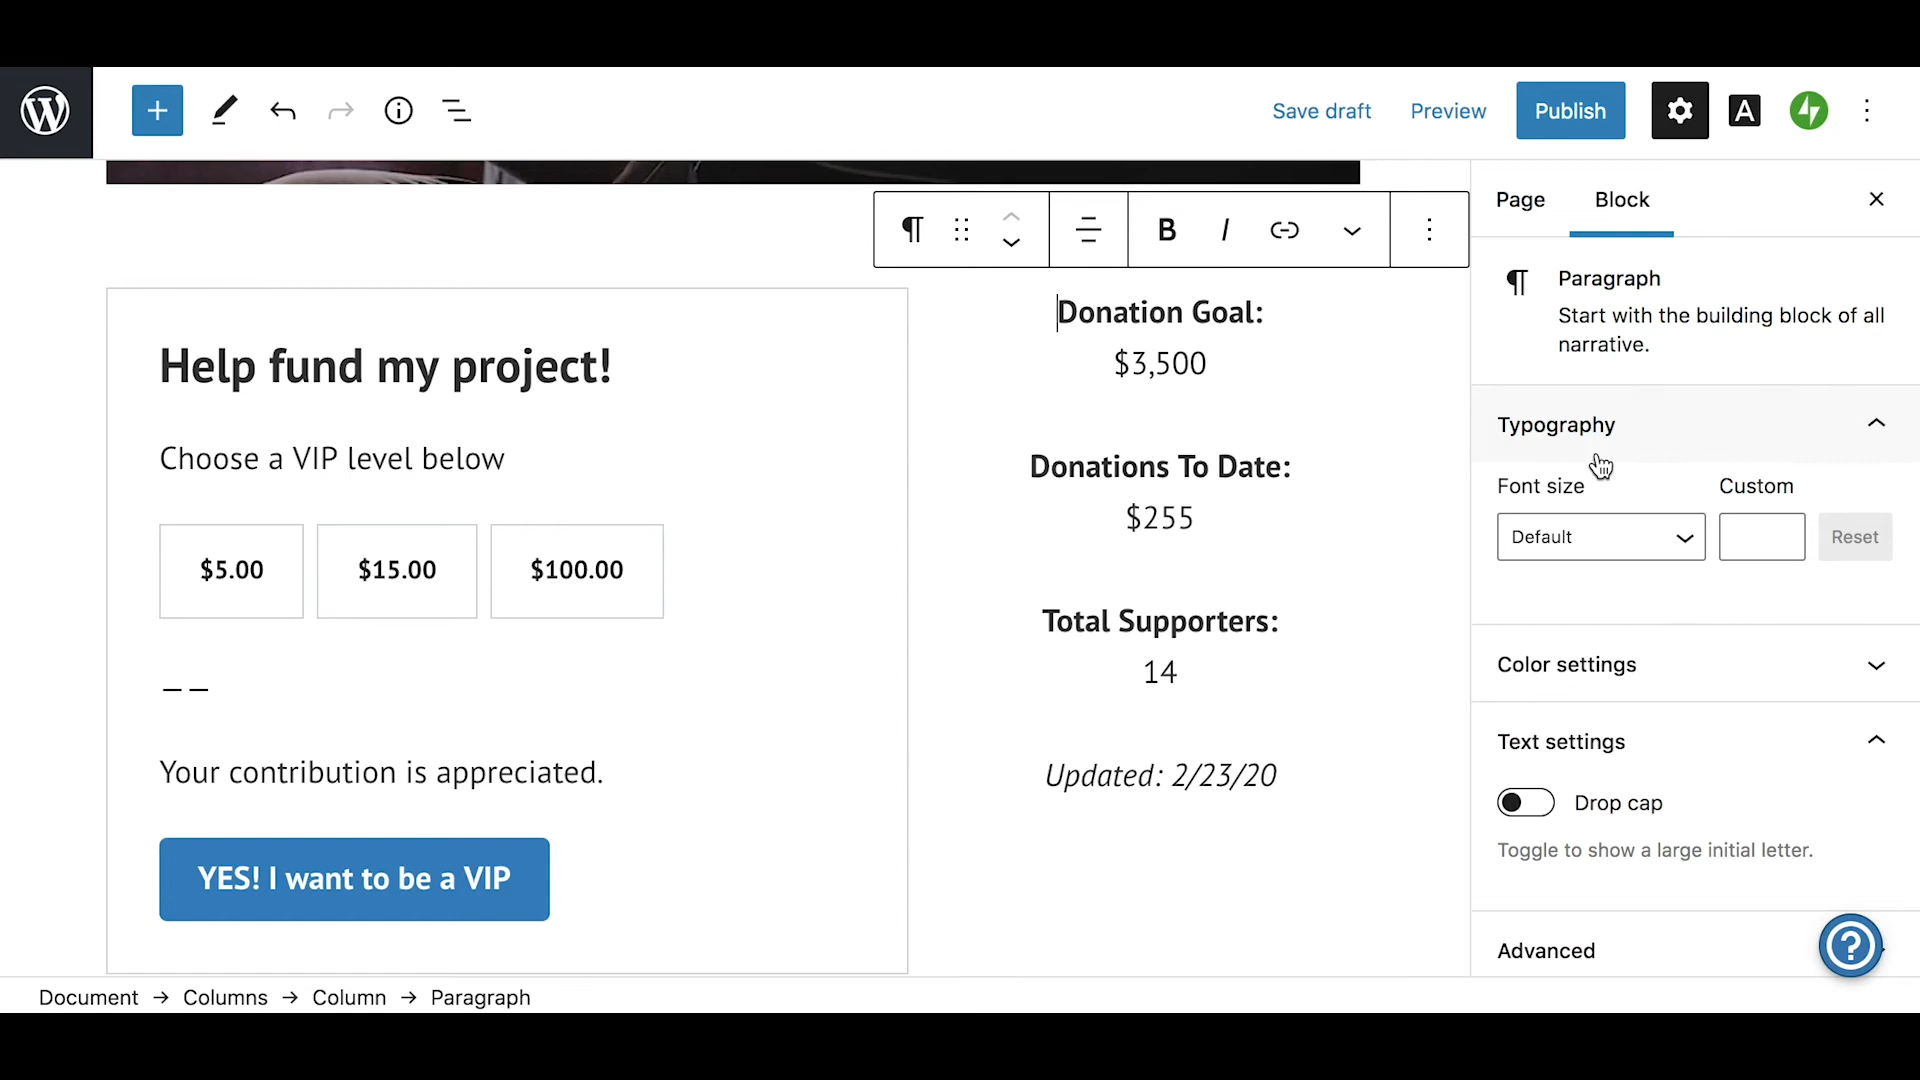 Save draft
Preview
Publish
A
B
I
Page
Block
Paragraph
Start with the building block of all
narrative.
Typography
Font size
Custom
Default
Reset
Color settings
Text settings
Drop cap
Toggle to show a large initial letter.
Advanced
Help fund my project!
Choose a VIP level below
$5.00
$15.00
$100.00
— —
Your contribution is appreciated.
YES! I want to be a VIP
Donation Goal:
$3,500
Donations To Date:
$255
Total Supporters:
14
Updated: 2/23/20
Document → Columns → Column → Paragraph